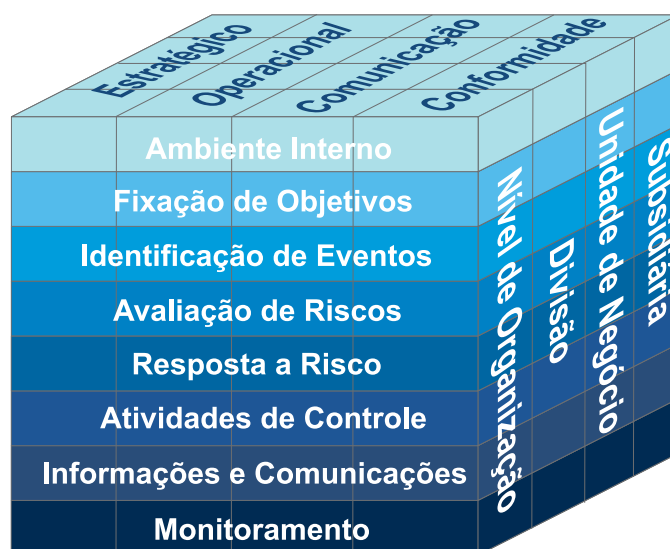 Estratégico
Operacional
Comunicação
Conformidade
Ambiente Interno
Fixação de Objetivos
Identificação de Eventos
Avaliação de Riscos
Resposta a Risco
Atividades de Controle
Informações e Comunicações
Monitoramento
Nível de Organização
Divisão
Unidade de Negócio
Subsidiária